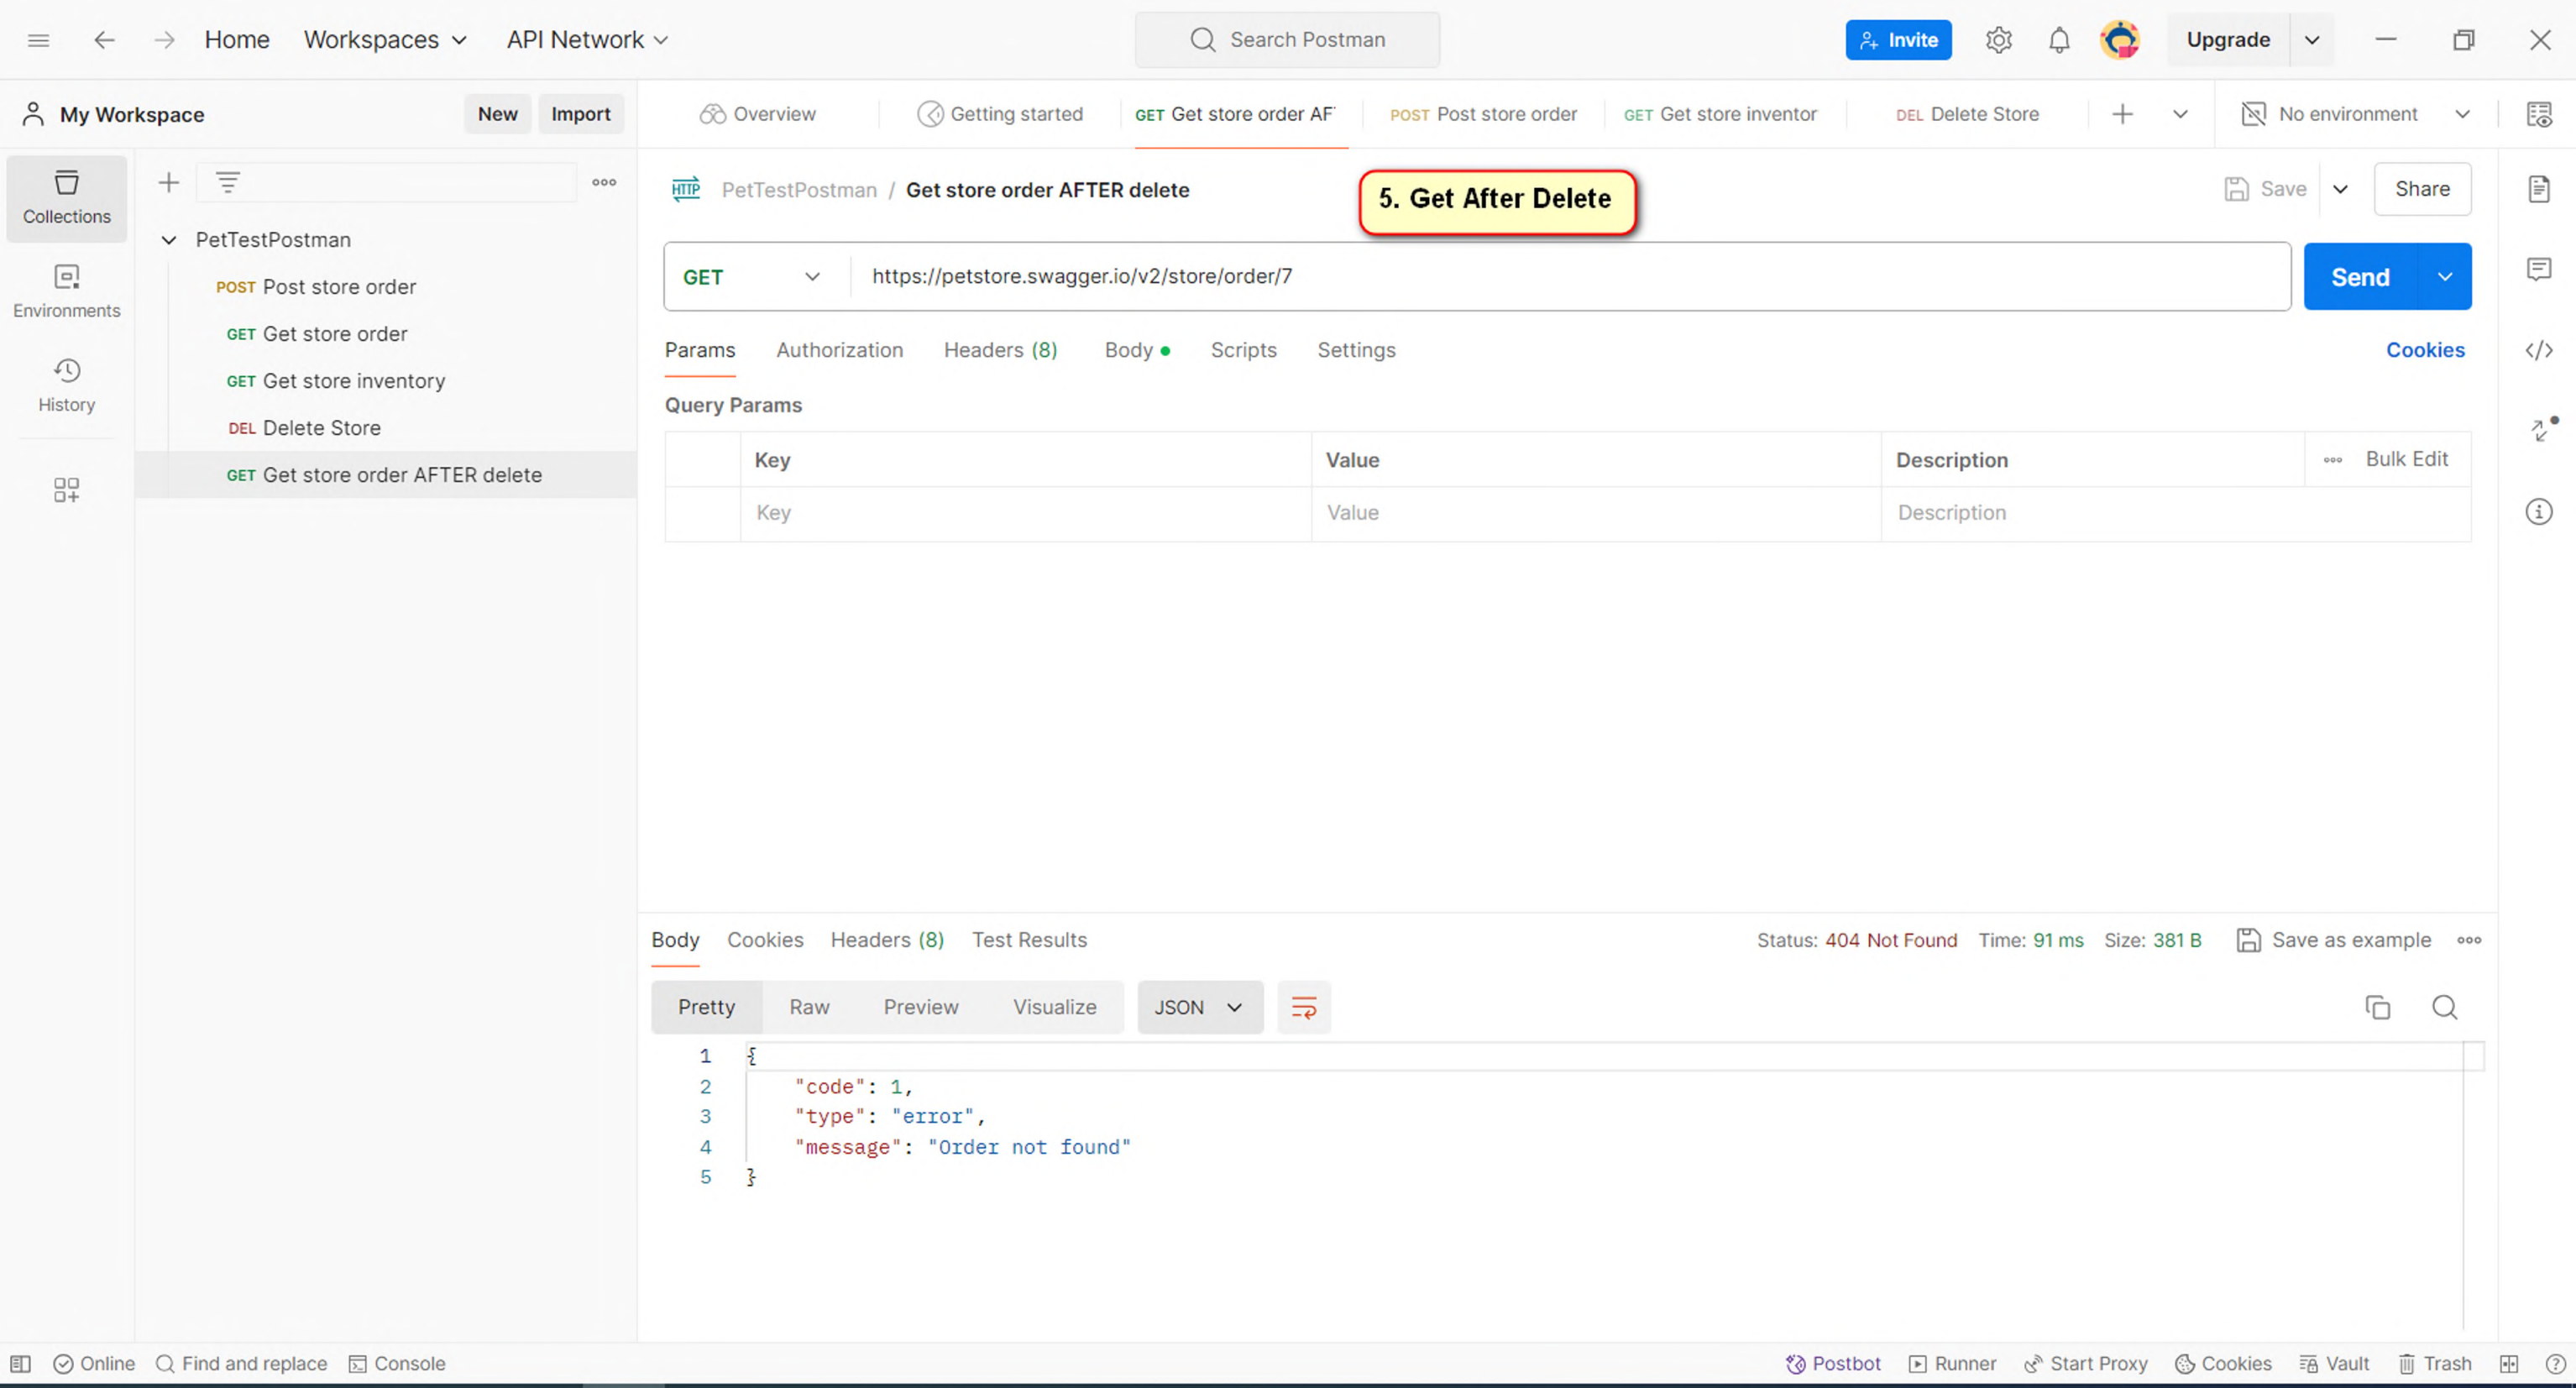 Home Workspaces API Network Search Postman Invite Upgrade
My Workspace New Import Overview Getting started GET Get store order AF POST Post store order GET Get store inventor DEL Delete Store No environment
Collections
Environments
History
PetTestPostman
POST Post store order
GET Get store order
GET Get store inventory
DEL Delete Store
GET Get store order AFTER delete
HTTP PetTestPostman / Get store order AFTER delete
5. Get After Delete
Save Share
GET https://petstore.swagger.io/v2/store/order/7 Send
Params Authorization Headers (8) Body Scripts Settings Cookies
Query Params
Key Value Description Bulk Edit
Key Value Description
Body Cookies Headers (8) Test Results Status: 404 Not Found Time: 91 ms Size: 381 B Save as example
Pretty Raw Preview Visualize JSON
1 {
2 "code": 1,
3 "type": "error",
4 "message": "Order not found"
5 }
Online Find and replace Console Postbot Runner Start Proxy Cookies Vault Trash